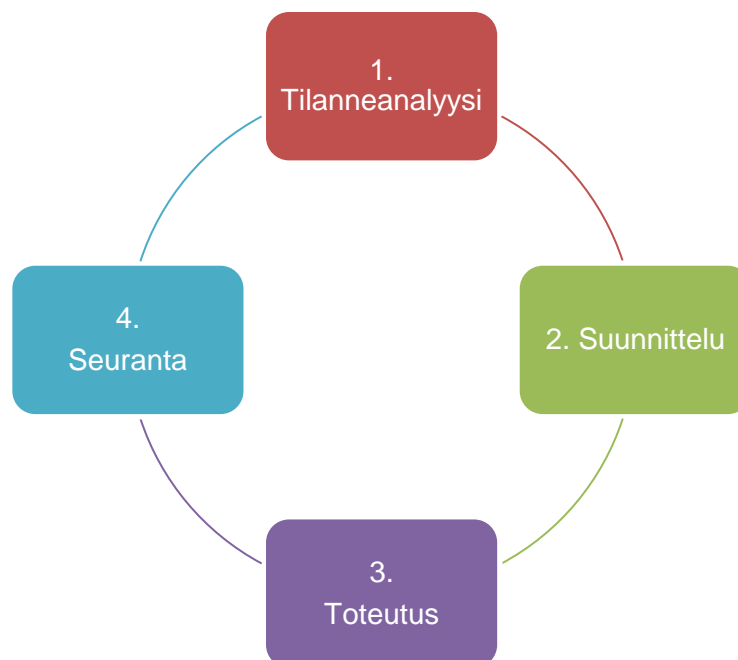 1.
Tilanneanalyysi
2. Suunnittelu
3.
Toteutus
4.
Seuranta